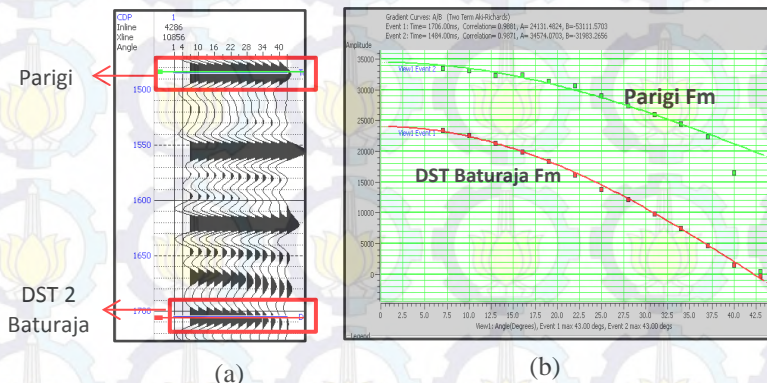 CDP 1
Inline 4286
Xline 10856
Angle 1 4 10 16 22 28 34 40
Parigi
1500
1550
1600
1650
DST 2
Baturaja
1700
(a)
Gradient Curves: A/B (Two Term Aki-Richards)
Event 1: Time= 1706.00ms, Correlation= 0.9881, A= 24131.4824, B=-53111.5703
Event 2: Time= 1484.00ms, Correlation= 0.9871, A= 34574.0703, B=-31983.2656
Amplitude
35000
View1 Event 2
Parigi Fm
30000
25000
View1 Event 1
20000
DST Baturaja Fm
15000
10000
5000
0
0 2.5 5.0 7.5 10.0 12.5 15.0 17.5 20.0 22.5 25.0 27.5 30.0 32.5 35.0 37.5 40.0 42.5
View1: Angle(Degrees), Event 1 max 43.00 degs, Event 2 max 43.00 degs
Legend
(b)